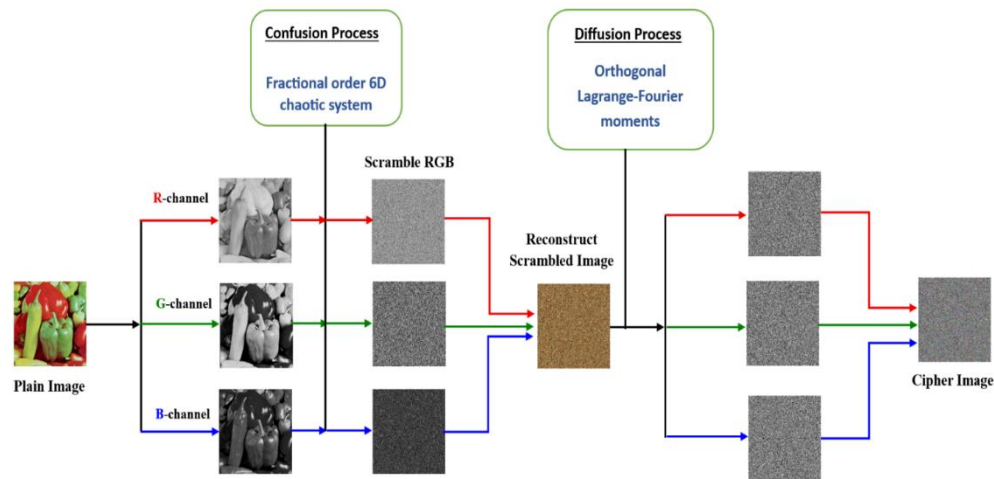 Confusion Process
Fractional order 6D
chaotic system
Diffusion Process
Orthogonal
Lagrange-Fourier
moments
Scramble RGB
R-channel
Reconstruct
Scrambled Image
G-channel
Plain Image
Cipher Image
B-channel